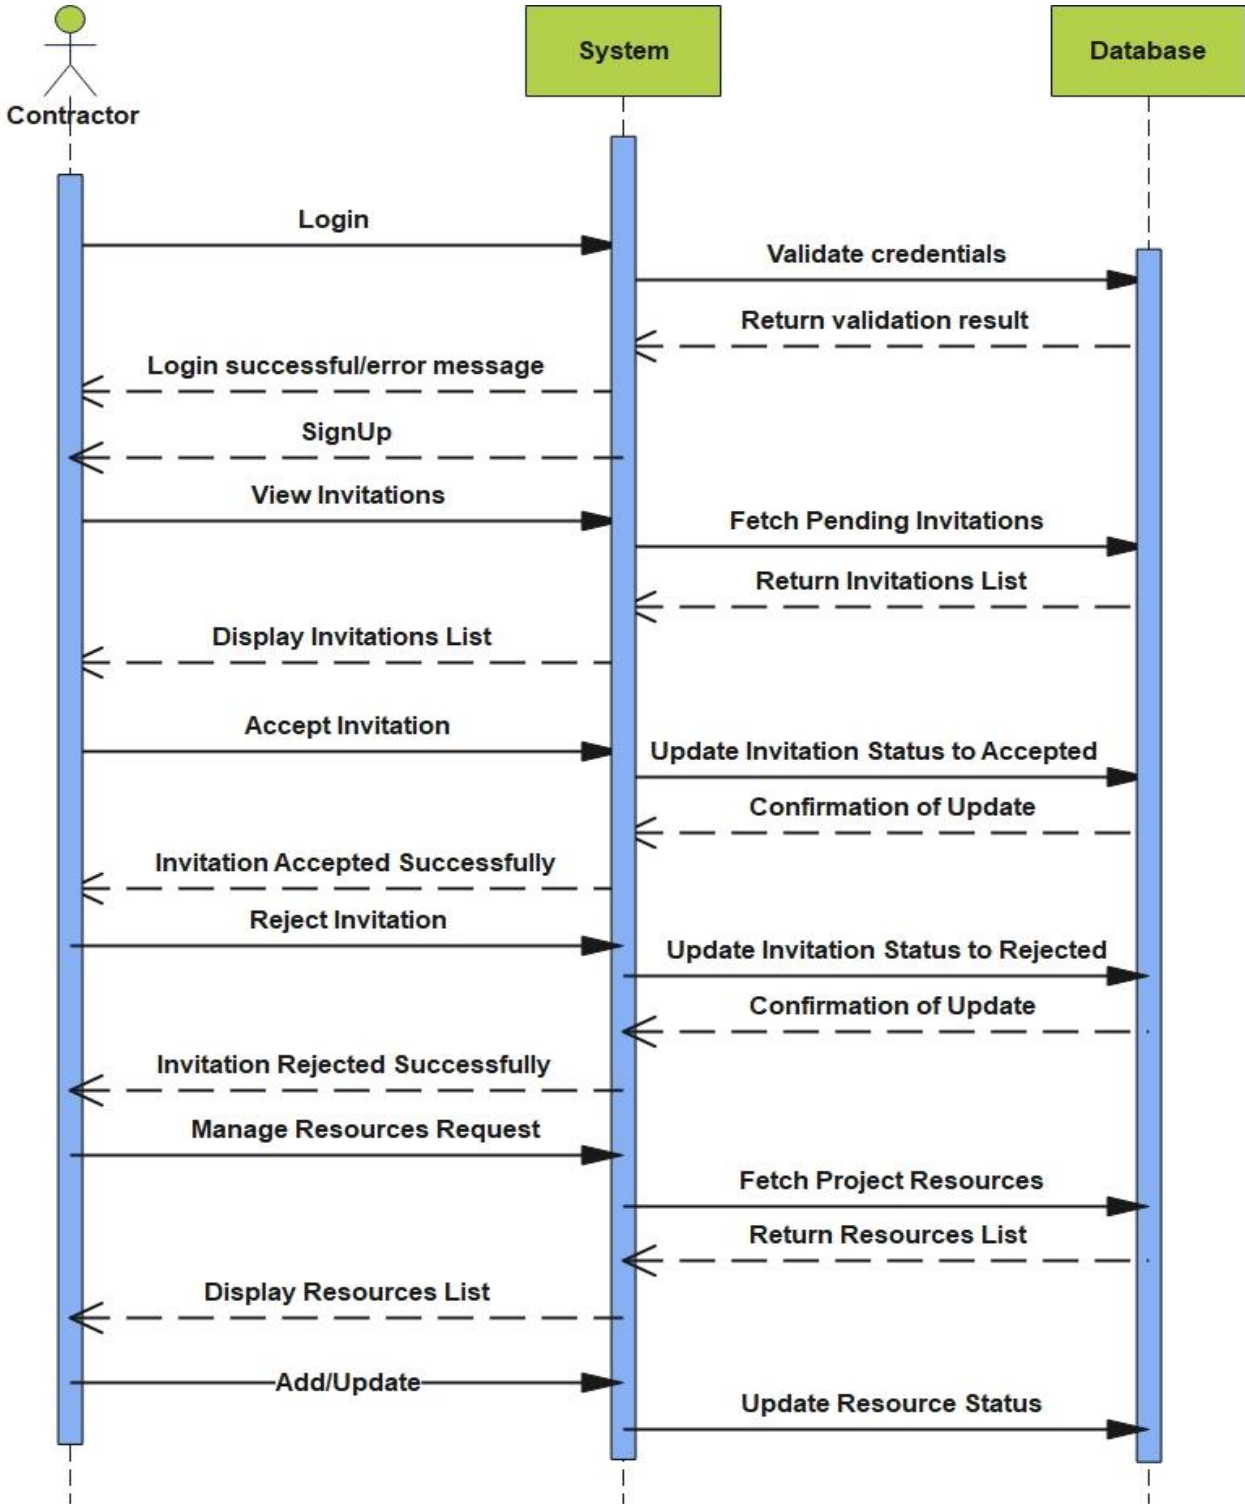 System
Database
Contractor
Login
Validate credentials
Return validation result
Login successful/error message
SignUp
View Invitations
Fetch Pending Invitations
Return Invitations List
Display Invitations List
Accept Invitation
Update Invitation Status to Accepted
Confirmation of Update
Invitation Accepted Successfully
Reject Invitation
Update Invitation Status to Rejected
Confirmation of Update
Invitation Rejected Successfully
Manage Resources Request
Fetch Project Resources
Return Resources List
Display Resources List
Add/Update
Update Resource Status